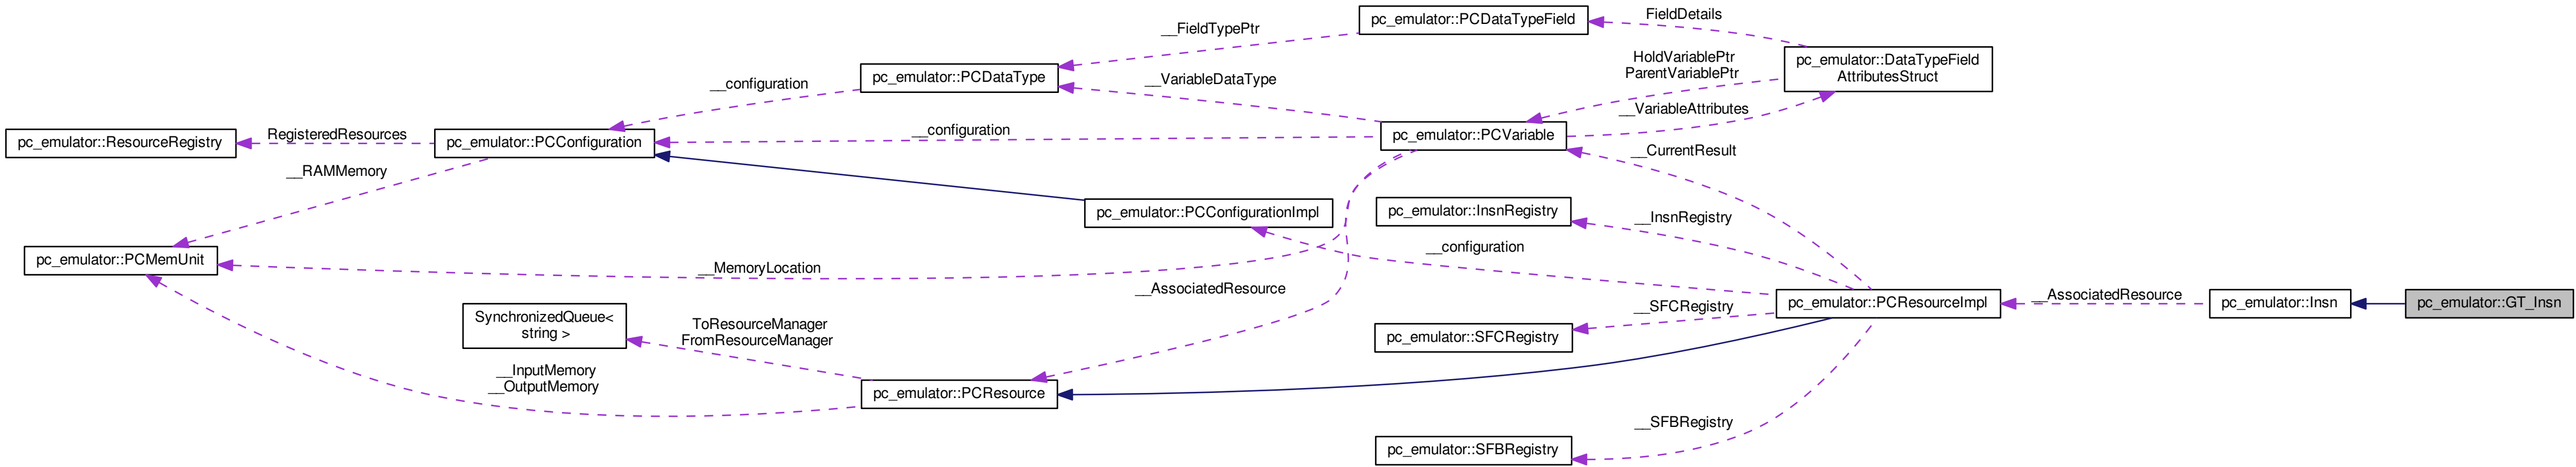 pc_emulator::PCDataTypeField
FieldDetails
__FieldTypePtr
pc_emulator::DataTypeField
AttributesStruct
HoldVariablePtr
ParentVariablePtr
pc_emulator::PCDataType
__VariableDataType
__configuration
__VariableAttributes
pc_emulator::ResourceRegistry
RegisteredResources
pc_emulator::PCConfiguration
__configuration
pc_emulator::PCVariable
__CurrentResult
__RAMMemory
pc_emulator::PCConfigurationImpl
pc_emulator::InsnRegistry
__InsnRegistry
__configuration
pc_emulator::PCMemUnit
__MemoryLocation
__AssociatedResource
pc_emulator::PCResourceImpl
__AssociatedResource
pc_emulator::Insn
pc_emulator::GT_Insn
SynchronizedQueue<
string >
ToResourceManager
FromResourceManager
__SFCRegistry
pc_emulator::SFCRegistry
__InputMemory
__OutputMemory
pc_emulator::PCResource
__SFBRegistry
pc_emulator::SFBRegistry